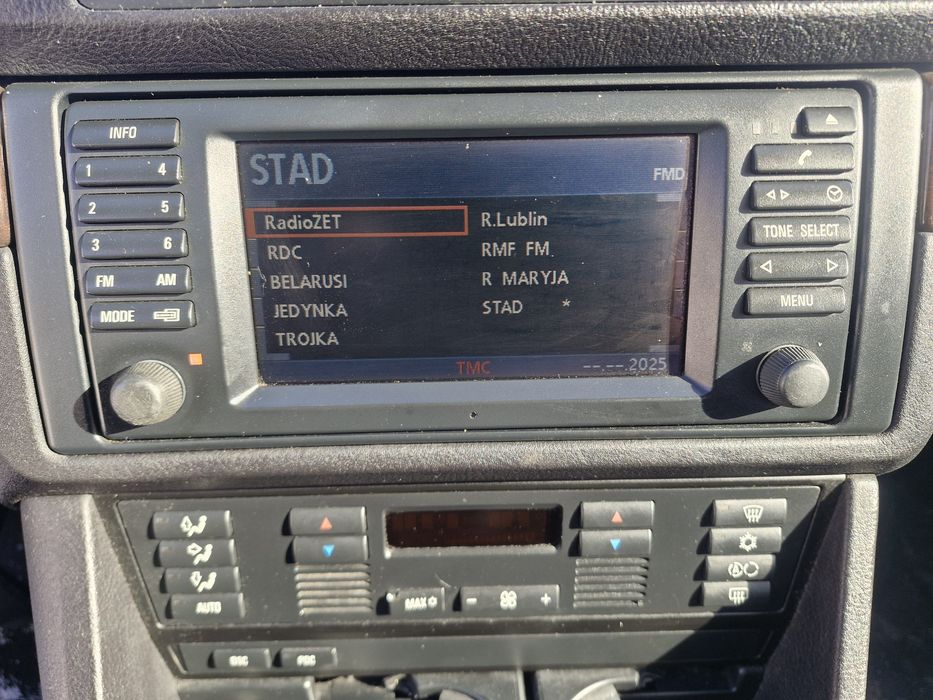 INFO
1 4
2 5
3 6
FM AM
MODE
STAD
FMD
RadioZET
RDC
BELARUSI
JEDYNKA
TROJKA
R.Lublin
RMF FM
R MARYJA
STAD *
TMC
--.--.2025
TONE SELECT
MENU
AUTO
MAX
- +
DSC